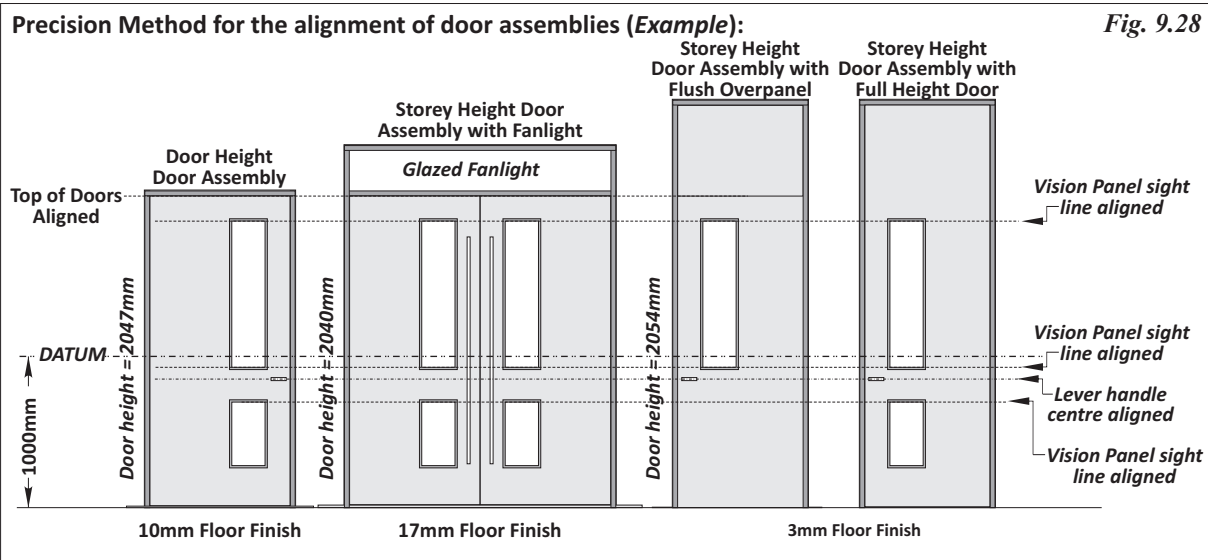 Precision Method for the alignment of door assemblies (Example):
Fig. 9.28
Storey Height
Door Assembly with
Flush Overpanel
Storey Height
Door Assembly with
Full Height Door
Storey Height Door
Assembly with Fanlight
Door Height
Door Assembly
Glazed Fanlight
Top of Doors
Aligned
Vision Panel sight
line aligned
DATUM
Door height = 2047mm
Door height = 2040mm
Door height = 2054mm
Vision Panel sight
line aligned
Lever handle
centre aligned
Vision Panel sight
line aligned
1000mm
10mm Floor Finish
17mm Floor Finish
3mm Floor Finish